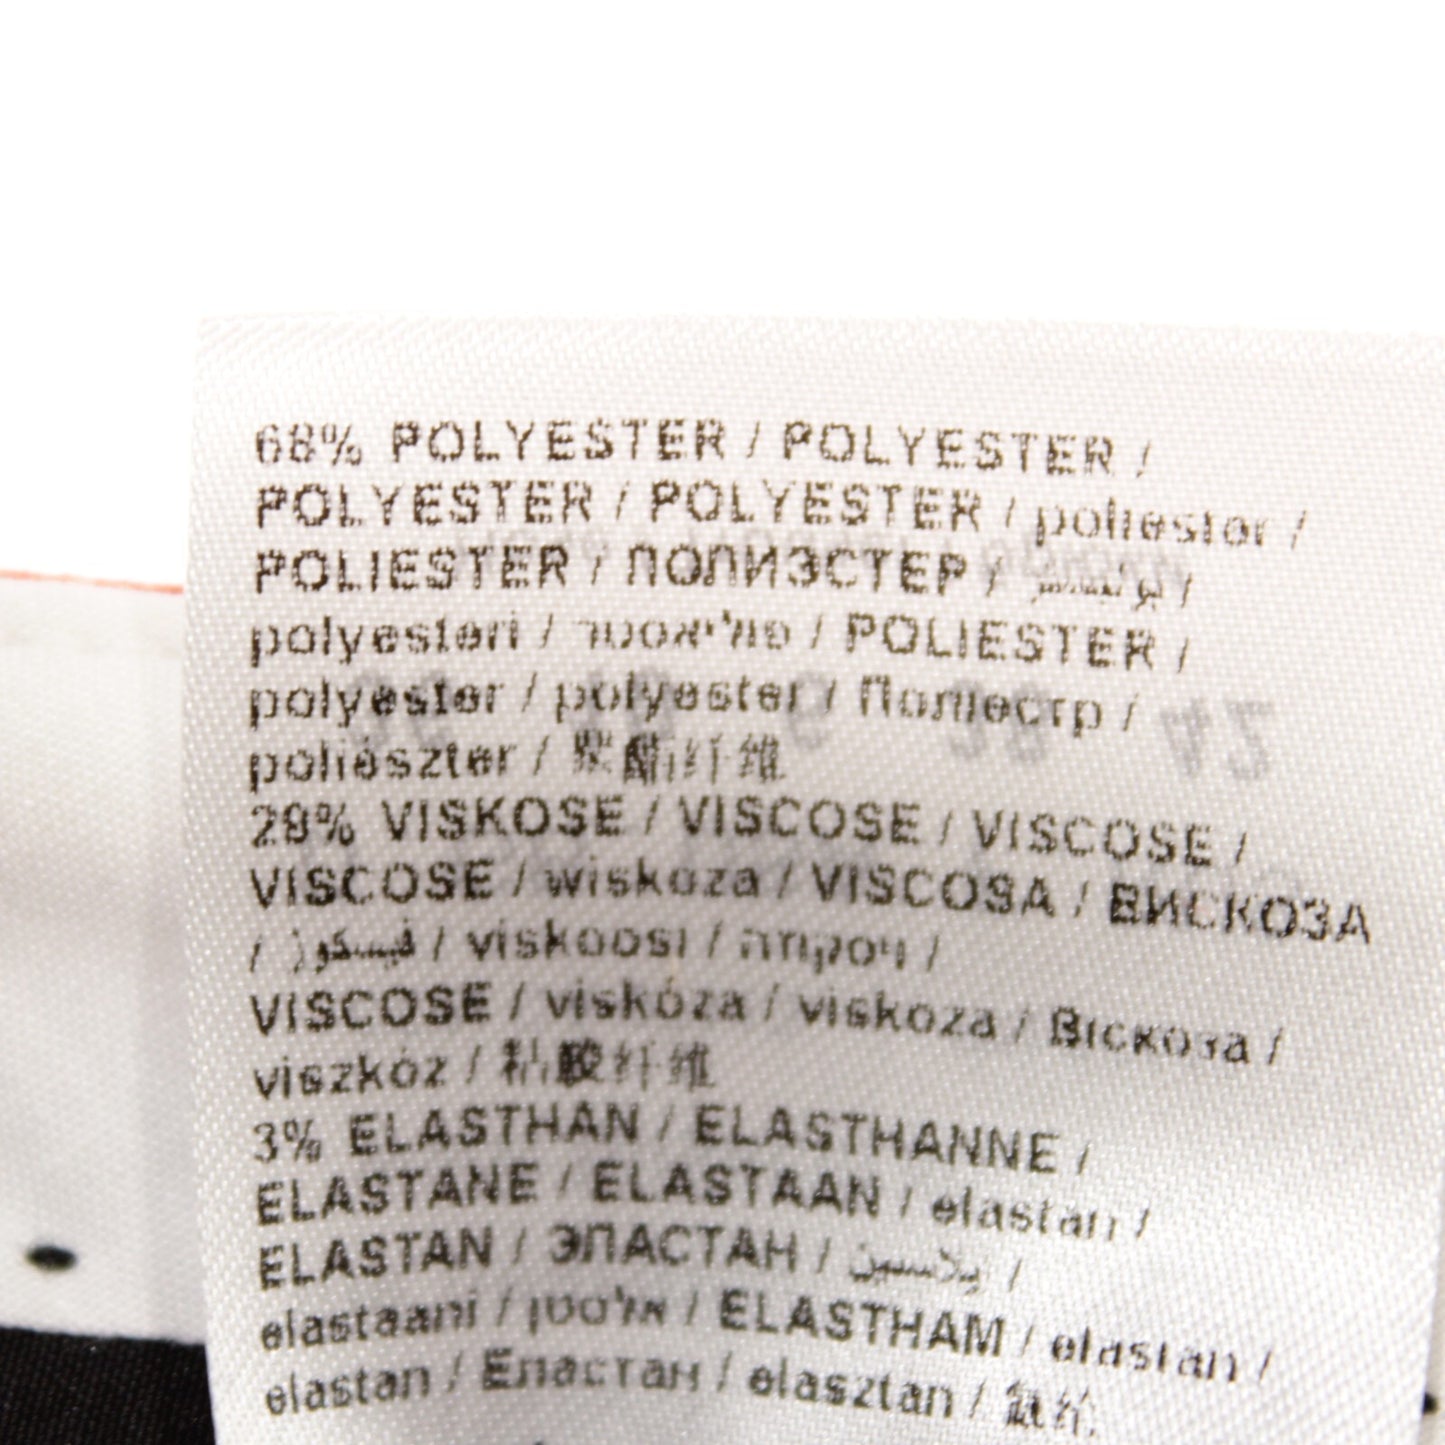 68% POLYESTER / POLYESTER /
POLYESTER / POLYESTER / poliester /
POLIESTER / ПОЛИЭСТЕР / /
polyesteri / פוליאסטר / POLIESTER /
polyester / polyester / Поліестр /
poliészter / 聚酯纤维
28% VISKOSE / VISCOSE / VISCOSE /
VISCOSE / wiskoza / VISCOSA / ВИСКОЗА
/ فيسكوز / viskoosi / ויסקוזה /
VISCOSE / viskóza / viskoza / Віскоза /
viszkóz / 粘胶纤维
3% ELASTHAN / ELASTHANNE /
ELASTANE / ELASTAAN / elastan /
ELASTAN / ЭЛАСТАН / /
elastaani / אלסטן / ELASTHAM / elastan /
elastan / Еластан / elasztan / 氨纶